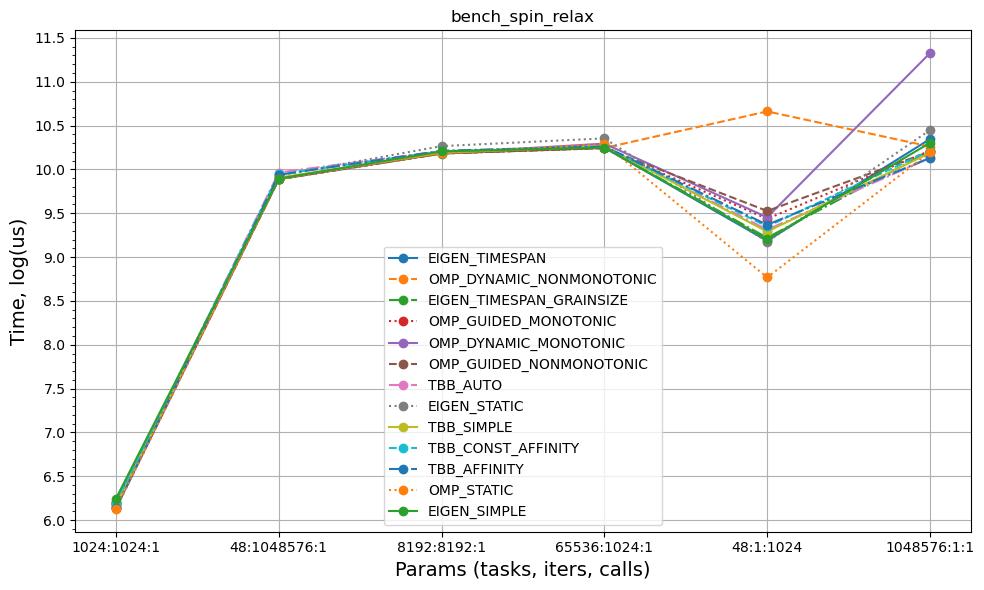 bench_spin_relax
Time, log(us)
11.5
11.0
10.5
10.0
9.5
9.0
8.5
8.0
7.5
7.0
6.5
6.0
EIGEN_TIMESPAN
OMP_DYNAMIC_NONMONOTONIC
EIGEN_TIMESPAN_GRAINSIZE
OMP_GUIDED_MONOTONIC
OMP_DYNAMIC_MONOTONIC
OMP_GUIDED_NONMONOTONIC
TBB_AUTO
EIGEN_STATIC
TBB_SIMPLE
TBB_CONST_AFFINITY
TBB_AFFINITY
OMP_STATIC
EIGEN_SIMPLE
1024:1024:1 48:1048576:1 8192:8192:1 65536:1024:1 48:1:1024 1048576:1:1
Params (tasks, iters, calls)